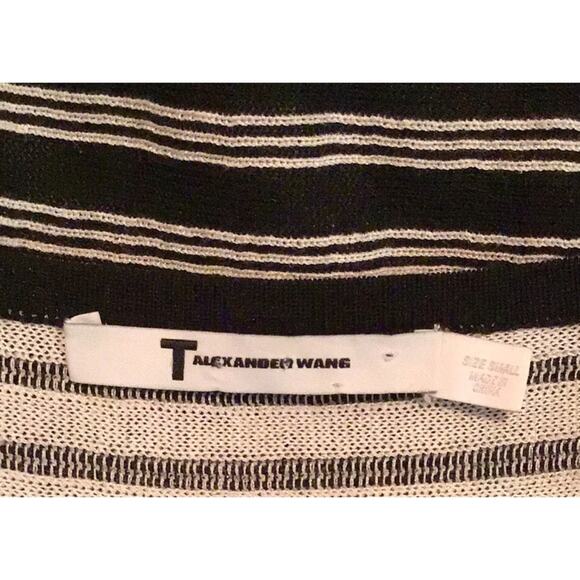 T ALEXANDER WANG
SIZE SMALL
MADE IN
CHINA